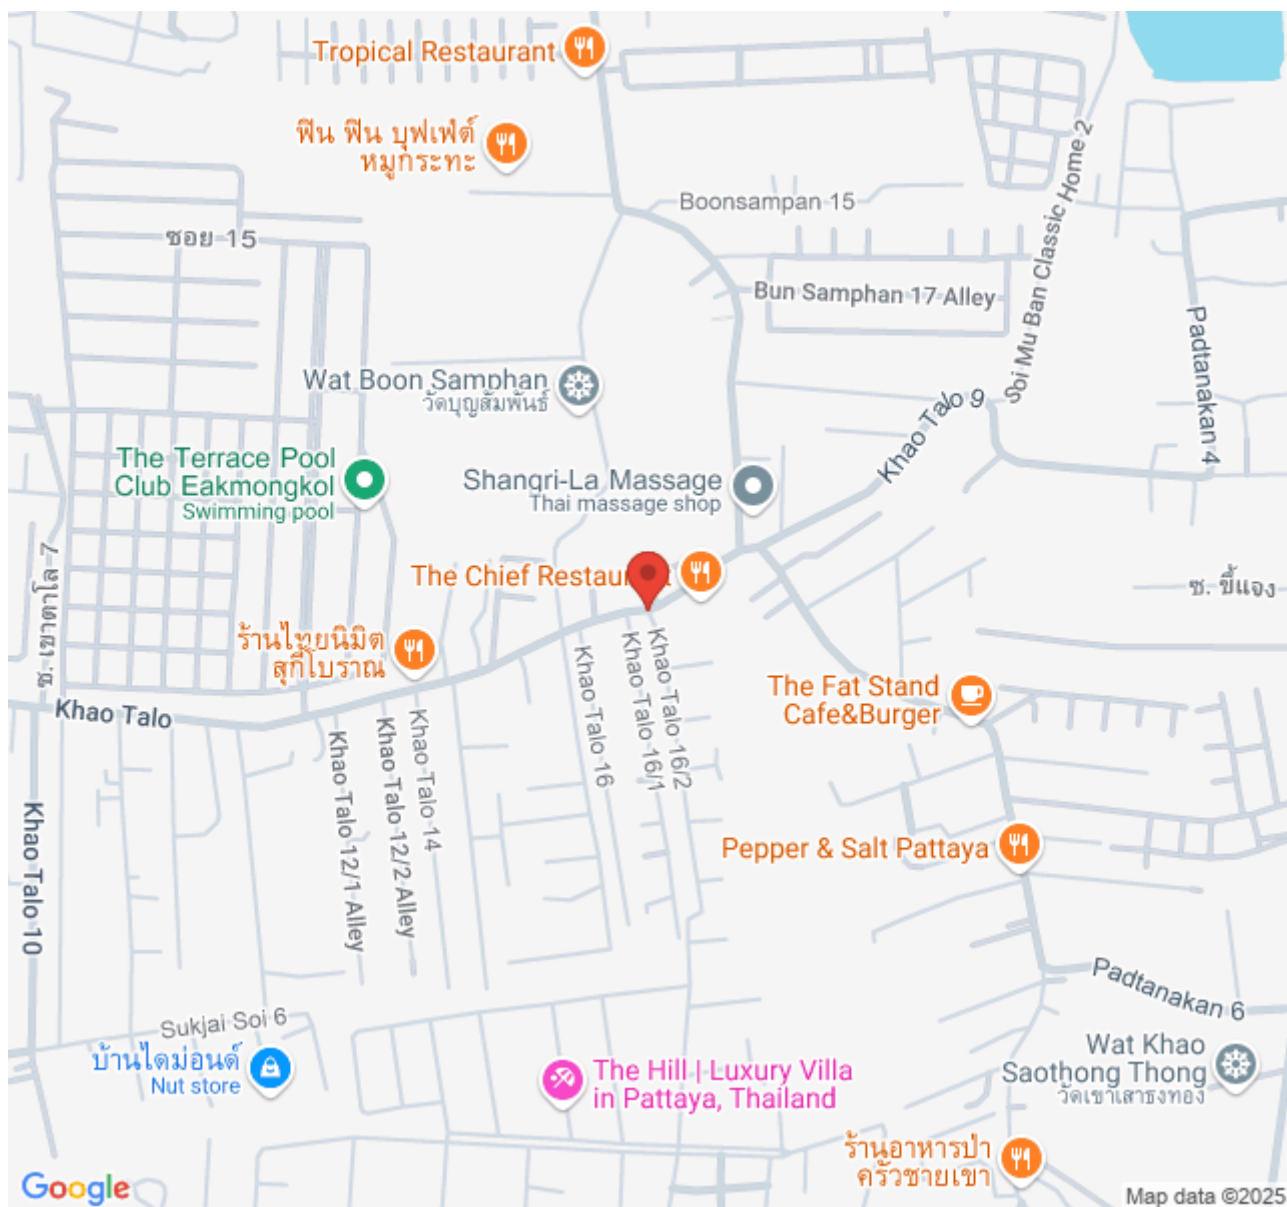 Tropical Restaurant
ฟิน ฟิน บุฟเฟ่ต์
หมูกระทะ
Boonsampan 15
ซอย 15
Soi Mu Ban Classic Home 2
Bun Samphan 17 Alley
Padtanakan 4
Wat Boon Samphan
วัดบุญสัมพันธ์
Khao Talo 9
The Terrace Pool
Club Eakmongkol
Swimming pool
Shangri-La Massage
Thai massage shop
ซ. เขาตาโล 7
The Chief Restaurant
ซ. ขี้แจง
ร้านไทยนิมิต
สุกี้โบราณ
Khao Talo
Khao Talo 16
Khao Talo 16/1
Khao Talo 16/2
The Fat Stand
Cafe&Burger
Khao Talo 12/1 Alley
Khao Talo 12/2 Alley
Khao Talo 14
Khao Talo 10
Pepper & Salt Pattaya
Padtanakan 6
Sukjai Soi 6
บ้านไดม่อนด์
Nut store
The Hill | Luxury Villa
in Pattaya, Thailand
Wat Khao
Saothong Thong
วัดเขาเสาธงทอง
ร้านอาหารป่า
ครัวชายเขา
Google
Map data ©2025